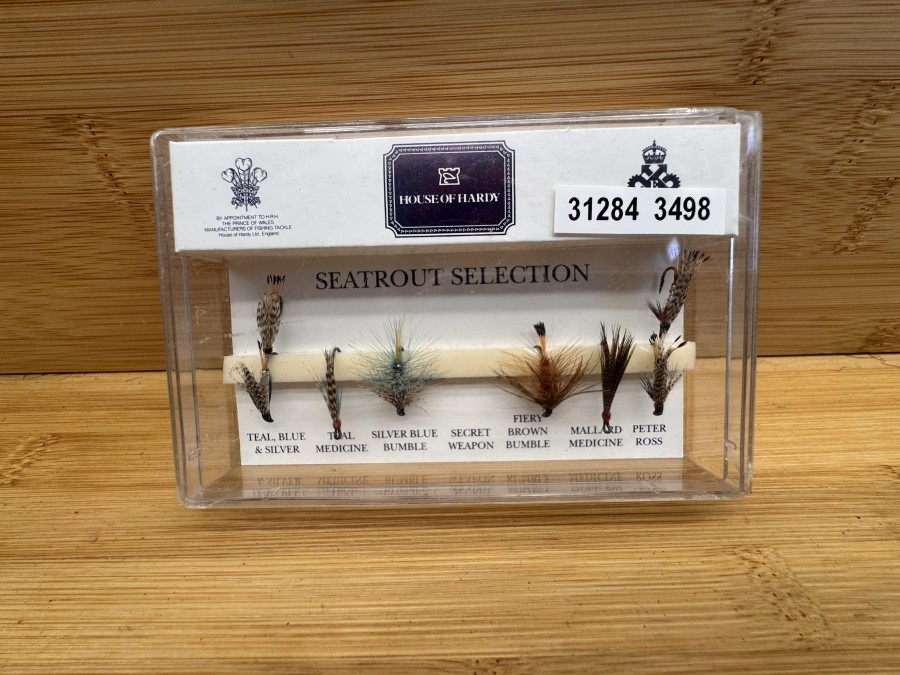 BY APPOINTMENT TO H.R.H.
THE PRINCE OF WALES
MANUFACTURERS OF FISHING TACKLE
House of Hardy Ltd. England
HOUSE OF HARDY
31284 3498
SEATROUT SELECTION
TEAL, BLUE & SILVER
TEAL MEDICINE
SILVER BLUE BUMBLE
SECRET WEAPON
FIERY BROWN BUMBLE
MALLARD MEDICINE
PETER ROSS